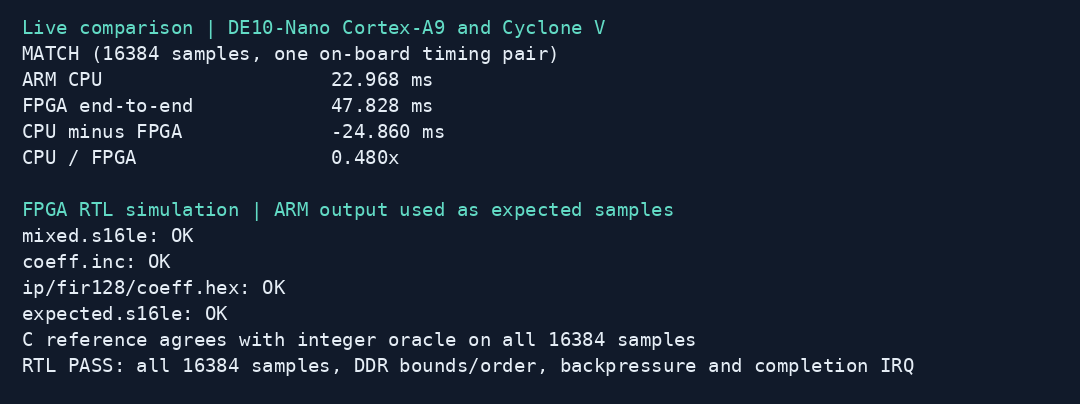 Live comparison | DE10-Nano Cortex-A9 and Cyclone V
MATCH (16384 samples, one on-board timing pair)
ARM CPU 22.968 ms
FPGA end-to-end 47.828 ms
CPU minus FPGA -24.860 ms
CPU / FPGA 0.480x
FPGA RTL simulation | ARM output used as expected samples
mixed.s16le: OK
coeff.inc: OK
ip/fir128/coeff.hex: OK
expected.s16le: OK
C reference agrees with integer oracle on all 16384 samples
RTL PASS: all 16384 samples, DDR bounds/order, backpressure and completion IRQ